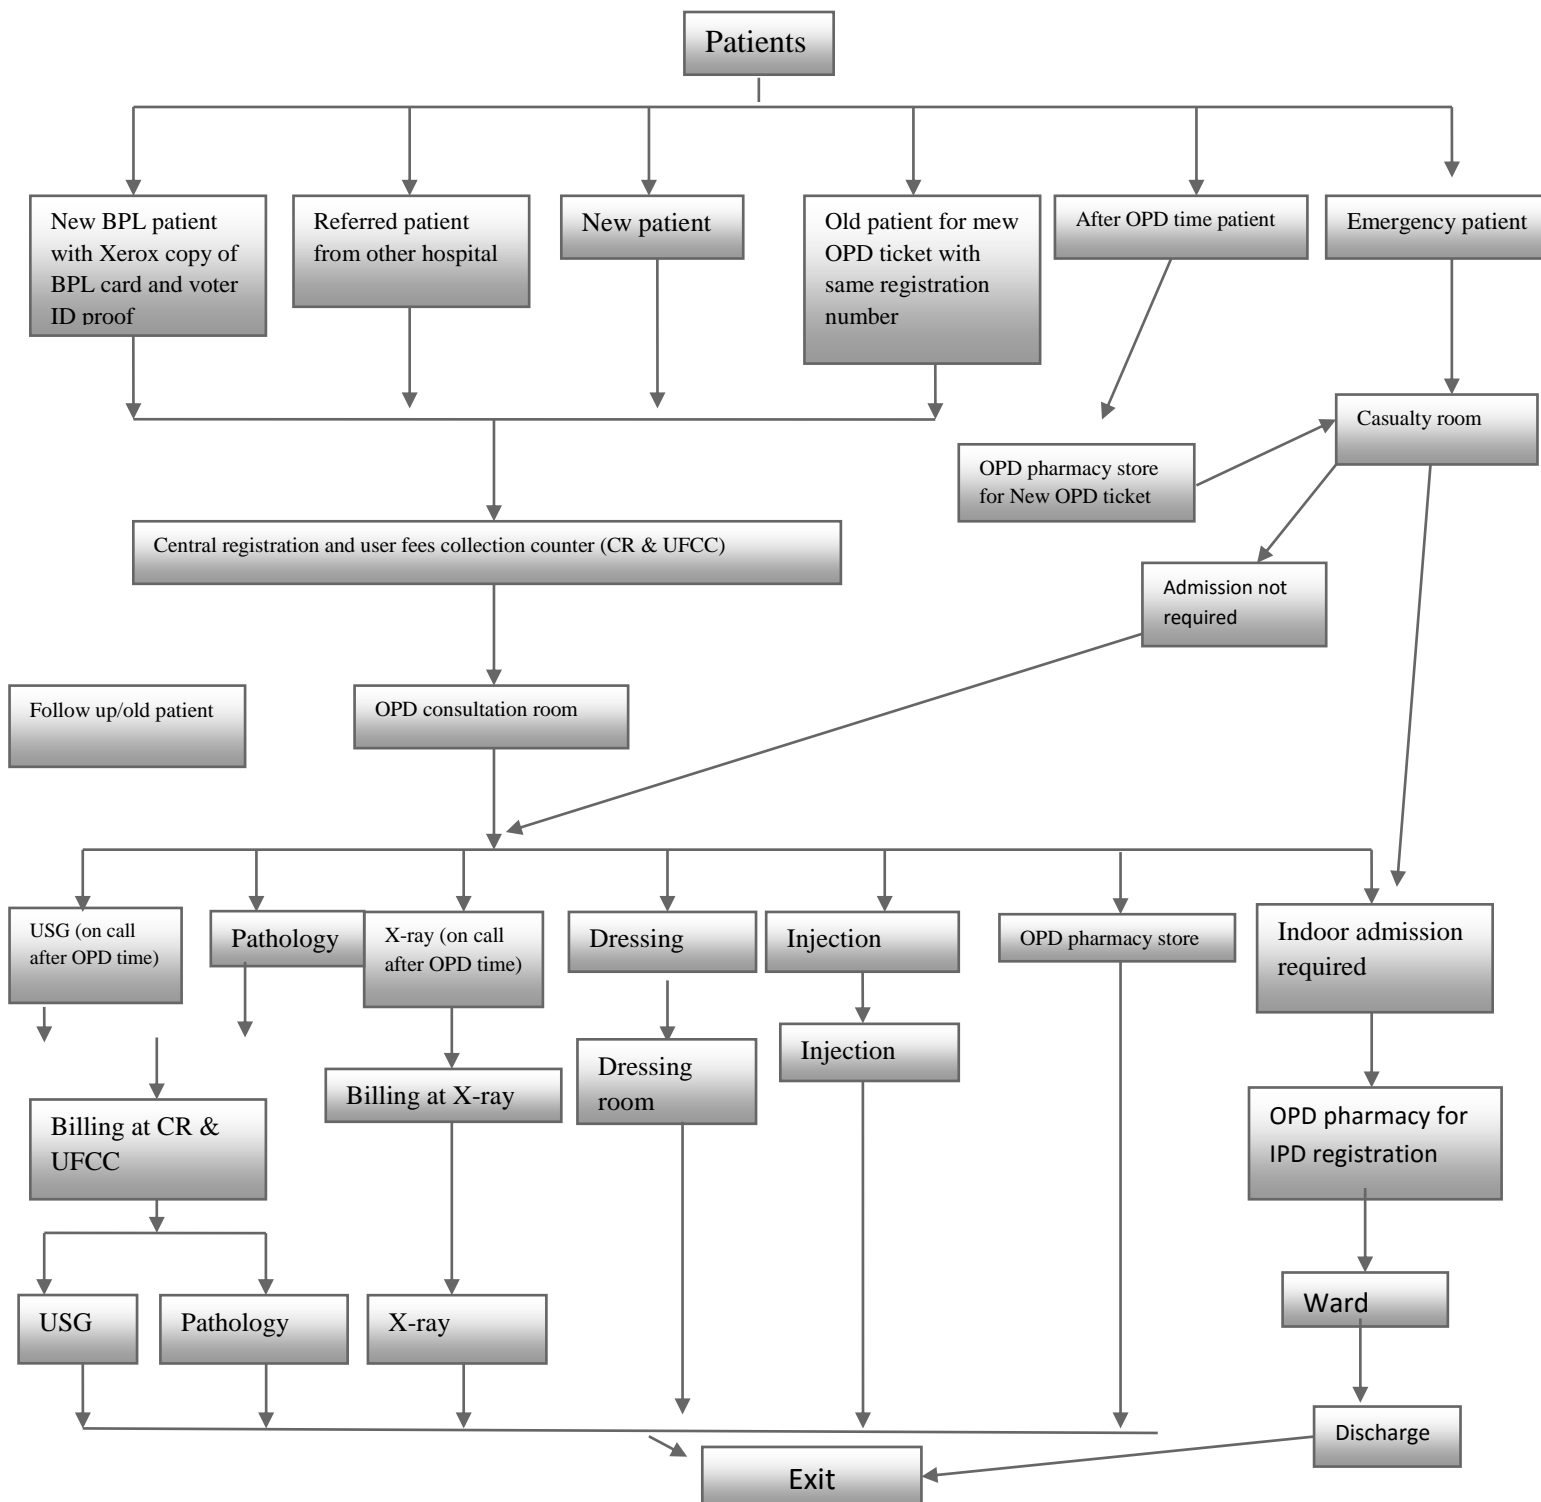 Patients
New BPL patient
with Xerox copy of
BPL card and voter
ID proof
Referred patient
from other hospital
New patient
Old patient for mew
OPD ticket with
same registration
number
After OPD time patient
Emergency patient
Casualty room
OPD pharmacy store
for New OPD ticket
Central registration and user fees collection counter (CR & UFCC)
Admission not
required
Follow up/old patient
OPD consultation room
USG (on call
after OPD time)
Pathology
X-ray (on call
after OPD time)
Dressing
Injection
OPD pharmacy store
Indoor admission
required
Billing at CR &
UFCC
Billing at X-ray
Dressing
room
Injection
OPD pharmacy for
IPD registration
USG
Pathology
X-ray
Ward
Discharge
Exit